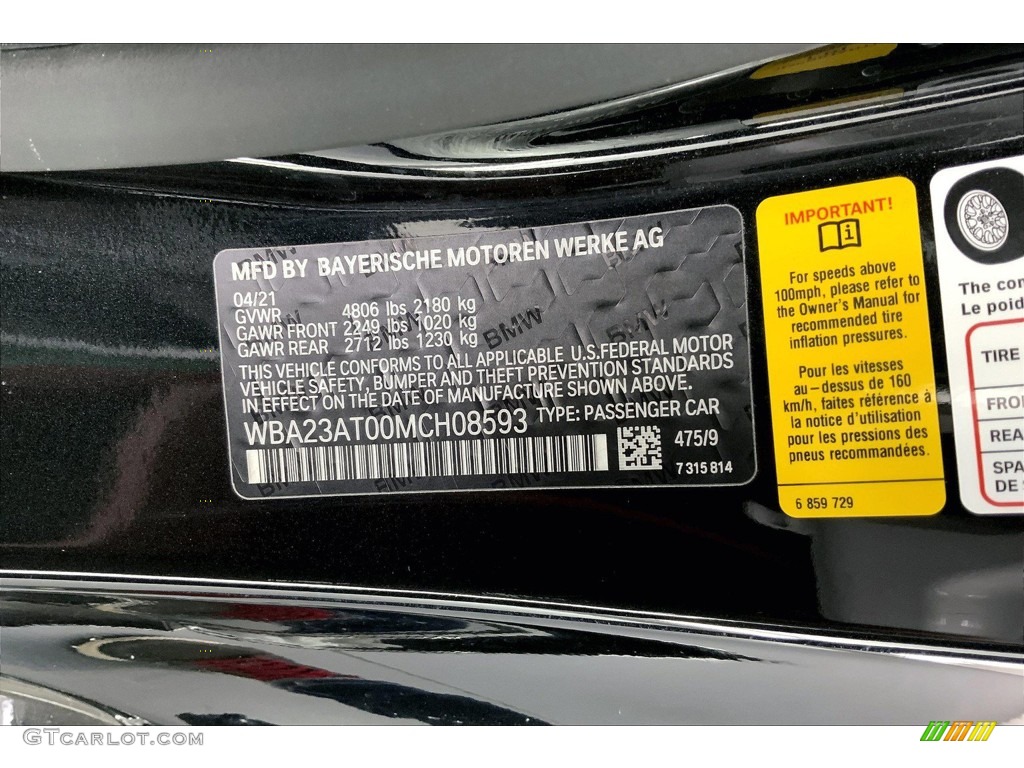 MFD BY BAYERISCHE MOTOREN WERKE AG
04/21
GVWR 4806 lbs 2180 kg
GAWR FRONT 2249 lbs 1020 kg
GAWR REAR 2712 lbs 1230 kg
THIS VEHICLE CONFORMS TO ALL APPLICABLE U.S.FEDERAL MOTOR
VEHICLE SAFETY, BUMPER AND THEFT PREVENTION STANDARDS
IN EFFECT ON THE DATE OF MANUFACTURE SHOWN ABOVE.
WBA23AT00MCH08593 TYPE: PASSENGER CAR
475/9
7 315 814
IMPORTANT!
For speeds above
100mph, please refer to
the Owner's Manual for
recommended tire
inflation pressures.
Pour les vitesses
au-dessus de 160
km/h, faites référence à
la notice d'utilisation
pour les pressions des
pneus recommandées.
6 859 729
The con
Le poid
TIRE
FRO
REA
SPA
DE
GTCARLOT.COM